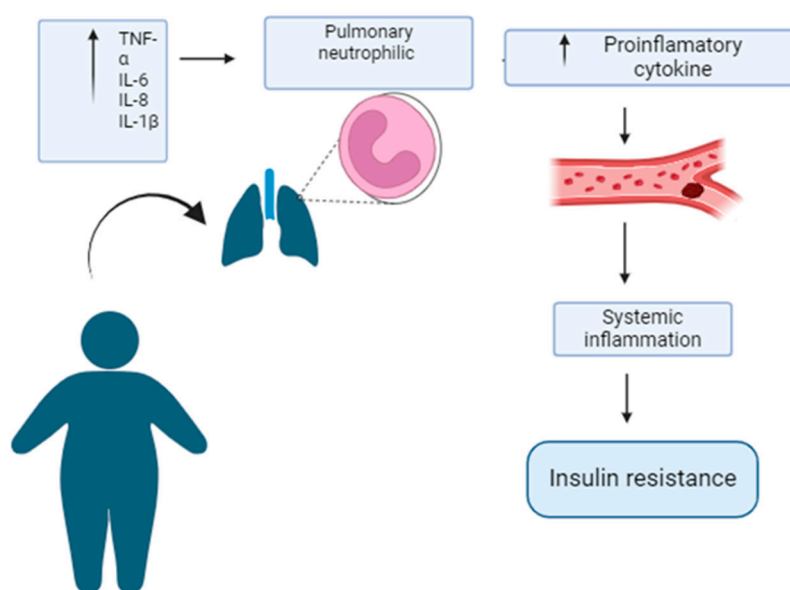 TNF-
α
IL-6
IL-8
IL-1β
Pulmonary
neutrophilic
Proinflamatory
cytokine
Systemic
inflammation
Insulin resistance